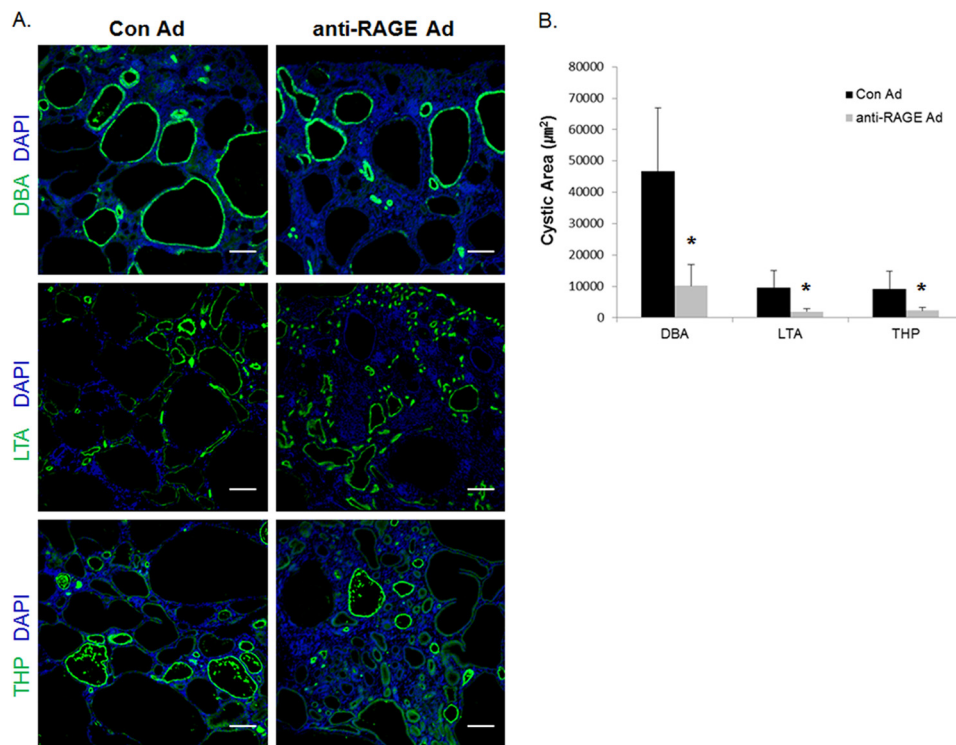 A.
Con Ad
anti-RAGE Ad
DBA DAPI
LTA DAPI
THP DAPI
B.
80000
70000
60000
50000
40000
30000
20000
10000
0
Cystic Area (µm²)
Con Ad
anti-RAGE Ad
*
*
*
DBA
LTA
THP